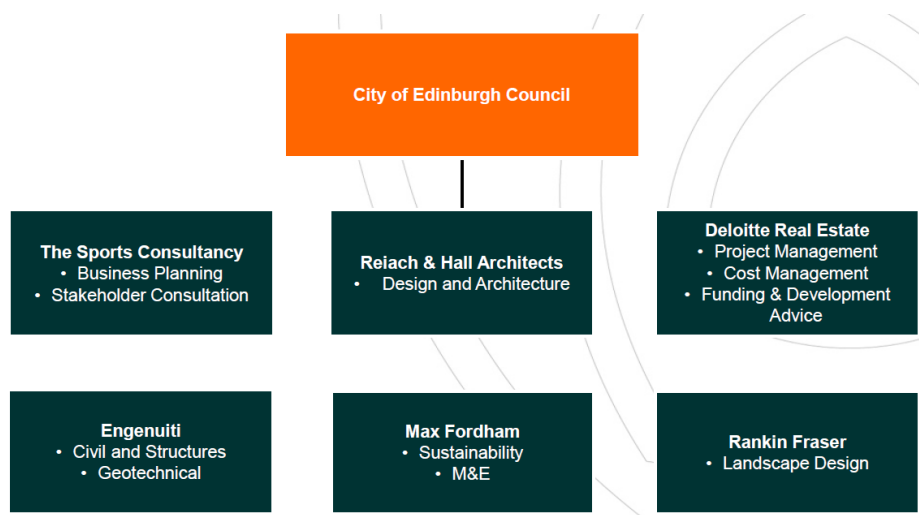 City of Edinburgh Council
The Sports Consultancy
• Business Planning
• Stakeholder Consultation
Reiach & Hall Architects
• Design and Architecture
Deloitte Real Estate
• Project Management
• Cost Management
• Funding & Development
Advice
Engenuiti
• Civil and Structures
• Geotechnical
Max Fordham
• Sustainability
• M&E
Rankin Fraser
• Landscape Design